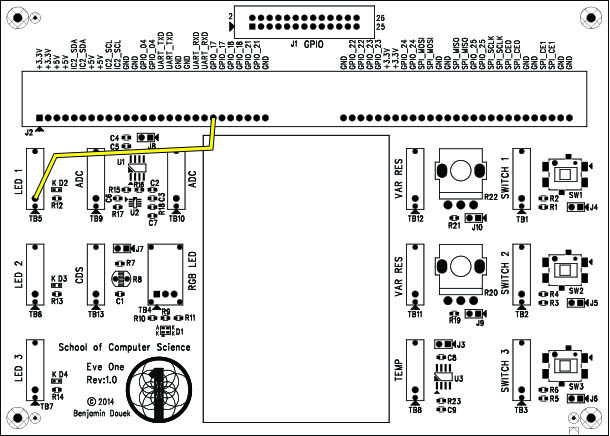 2
26
25
J1 GPIO
+3.3V
+3.3V
+5V
+5V
IC2_SDA
IC2_SDA
+5V
+5V
IC2_SCL
IC2_SCL
GND
GND
GPIO_04
GPIO_04
UART_TXD
UART_TXD
GND
GND
UART_RXD
UART_RXD
GPIO_17
GPIO_17
GPIO_18
GPIO_18
GND
GND
GPIO_21
GPIO_21
GND
GND
GPIO_22
GPIO_22
GPIO_23
GPIO_23
+3.3V
+3.3V
GPIO_24
GPIO_24
SPI_MOSI
SPI_MOSI
GND
GND
SPI_MISO
SPI_MISO
GPIO_25
GPIO_25
SPI_SCLK
SPI_SCLK
SPI_CE0
SPI_CE0
GND
GND
SPI_CE1
SPI_CE1
GND
J2
C4
C5
J8
U1
LED 1
K D2
R12
TB5
ADC
TB9
R15
R16
C6
R17
U2
C2
C3
R18
C7
ADC
TB10
VAR RES
TB12
R22
R21
J10
SWITCH 1
TB1
SW1
R2
R1
J4
LED 2
K D3
R13
TB6
CDS
TB13
J7
R7
R8
C1
RGB LED
TB4
R9
R10
R11
A
K
K
K
D1
VAR RES
TB11
R20
R19
J9
SWITCH 2
TB2
SW2
R4
R3
J5
LED 3
K D4
R14
TB7
School of Computer Science
Eve One
Rev:1.0
© 2014
Benjamin Douek
TEMP
TB8
J3
C8
U3
R23
C9
SWITCH 3
TB3
SW3
R6
R5
J6